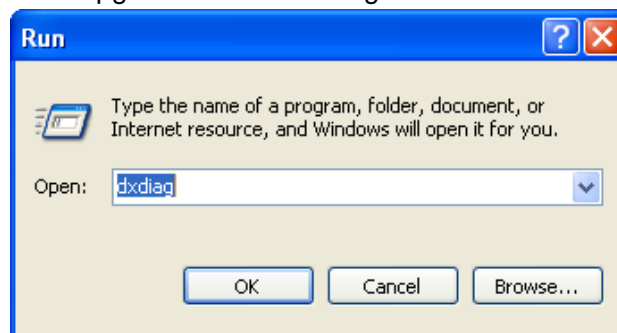 Run
Type the name of a program, folder, document, or
Internet resource, and Windows will open it for you.
Open: dxdiag
OK Cancel Browse...